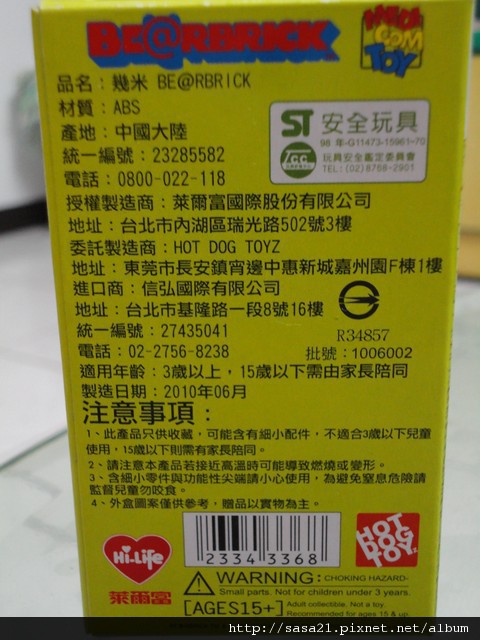 BE@RBRICK
MEDICOM TOY
品名：幾米 BE@RBRICK
材質：ABS
產地：中國大陸
統一編號：23285582
電話：0800-022-118
ST 安全玩具
98 年-G11473-15961~70
玩具安全鑑定委員會
TEL:(02)8768-2901
授權製造商：萊爾富國際股份有限公司
地址：台北市內湖區瑞光路502號3樓
委託製造商：HOT DOG TOYZ
地址：東莞市長安鎮宵邊中惠新城嘉州園F棟1樓
進口商：信弘國際有限公司
地址：台北市基隆路一段8號16樓
統一編號：27435041
R34857
電話：02-2756-8238
批號：1006002
適用年齡：3歲以上，15歲以下需由家長陪同
製造日期：2010年06月
注意事項：
1、此產品只供收藏，可能含有細小配件，不適合3歲以下兒童
使用，15歲以下則需有家長陪同。
2、請注意本產品若接近高溫時可能導致燃燒或變形。
3、含細小零件與功能性尖端請小心使用，為避免窒息危險請
監督兒童勿咬食。
4、外盒圖案僅供參考，贈品以實物為主。
Hi-Life
萊爾富
2334 3368
HOT DOG TOYZ
WARNING: CHOKING HAZARD-
Small parts. Not for children under 3 years.
[AGES15+] Adult collectible. Not a toy.
Recommended for ages 15 & up.
http://sasa21.pixnet.net/album